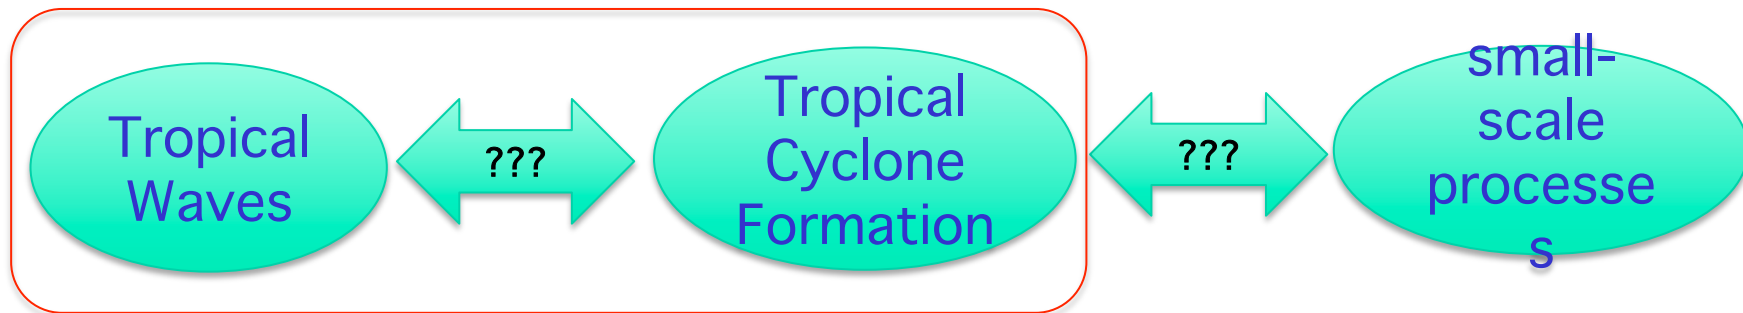 Tropical
Waves
???
Tropical
Cyclone
Formation
???
small-
scale
processe
s